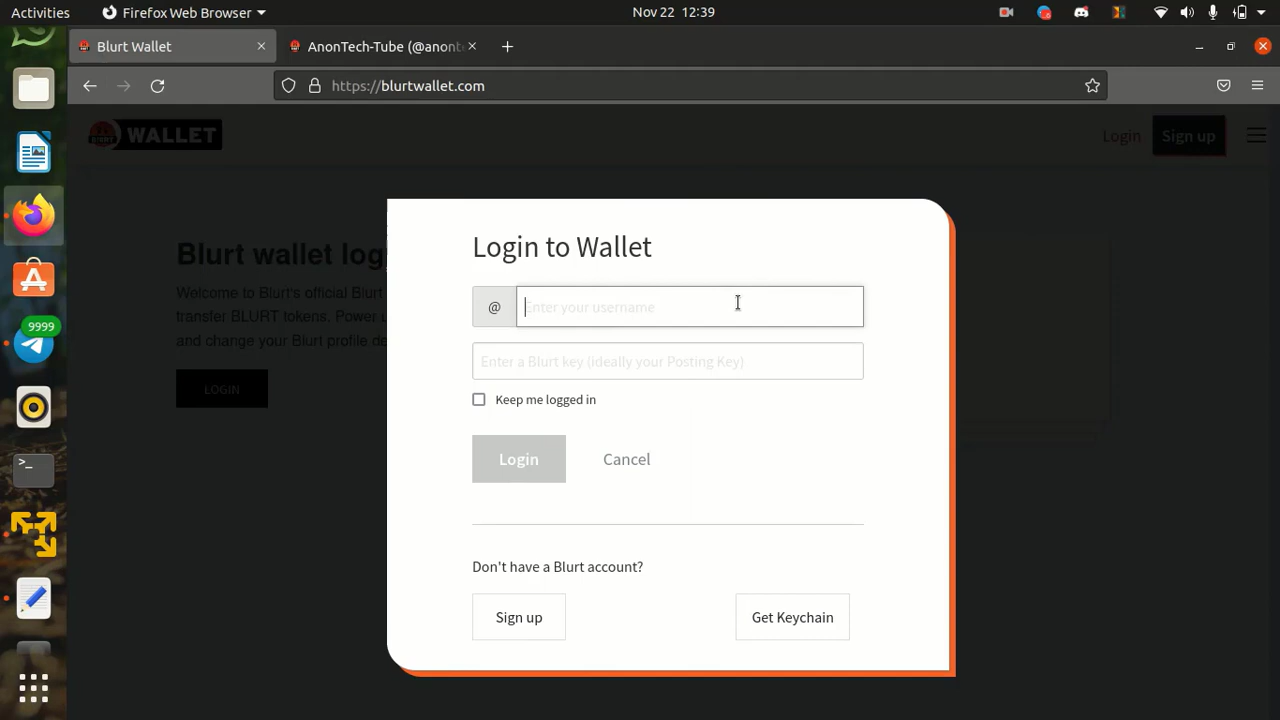 Activities Firefox Web Browser Nov 22 12:39
Blurt Wallet AnonTech-Tube (@anont
https://blurtwallet.com
BLURT WALLET Login Sign up
Blurt wallet log
Welcome to Blurt's official Blurt
transfer BLURT tokens. Power u
and change your Blurt profile de
LOGIN
Login to Wallet
@ Enter your username
Enter a Blurt key (ideally your Posting Key)
Keep me logged in
Login Cancel
Don't have a Blurt account?
Sign up Get Keychain
9999
>_